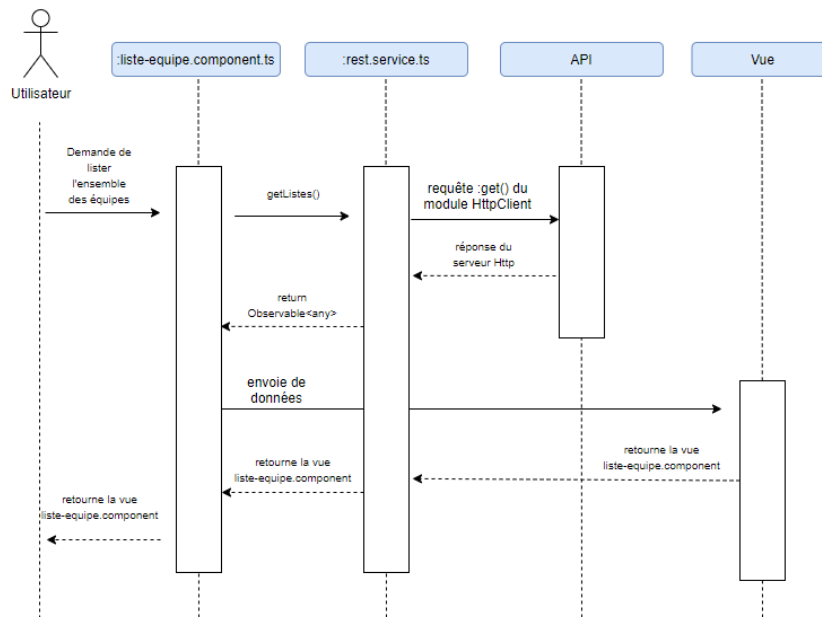 :liste-equipe.component.ts
:rest.service.ts
API
Vue
Utilisateur
Demande de
lister
l'ensemble
des équipes
getListes()
requête :get() du
module HttpClient
réponse du
serveur Http
return
Observable<any>
envoie de
données
retourne la vue
liste-equipe.component
retourne la vue
liste-equipe.component
retourne la vue
liste-equipe.component